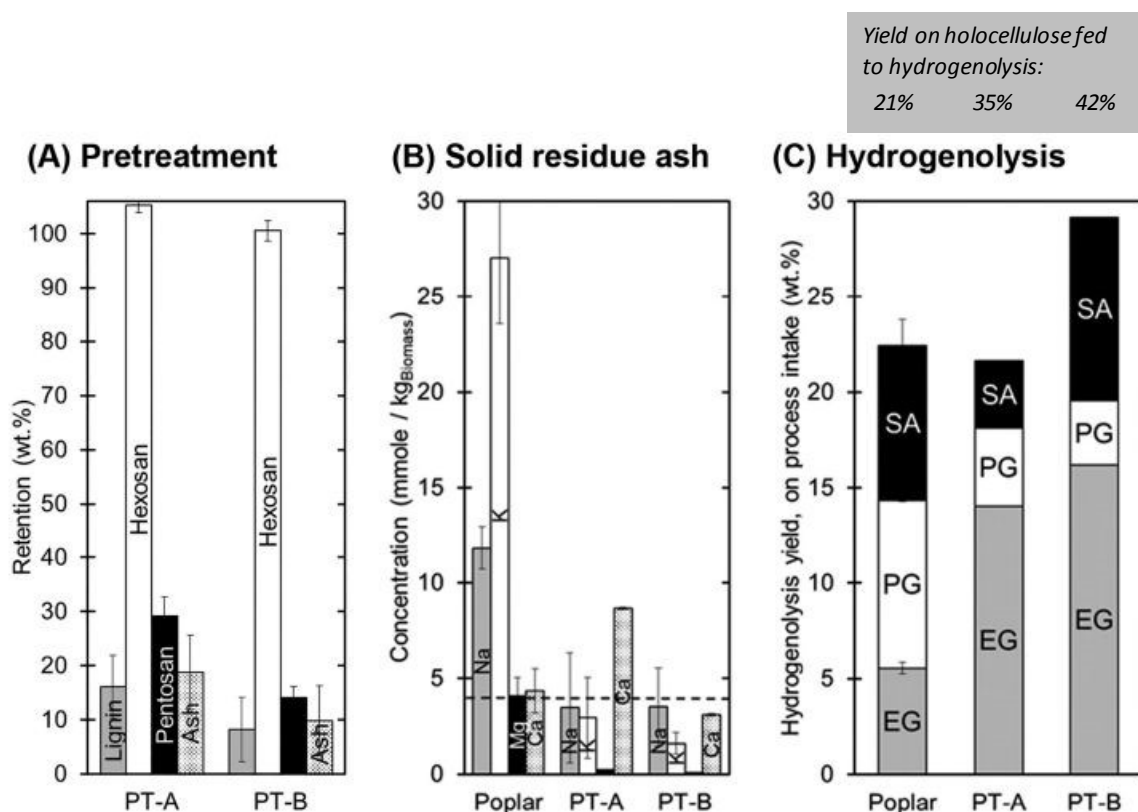 Yield on holocellulose fed
to hydrogenolysis:
21% 35% 42%
(A) Pretreatment
Retention (wt.%)
100
90
80
70
60
50
40
30
20
10
0
Lignin
Hexosan
Pentosan
Ash
Hexosan
Ash
PT-A PT-B
(B) Solid residue ash
Concentration (mmole / kgBiomass)
30
25
20
15
10
5
0
Na
K
Mg
Ca
Na
K
Ca
Na
K
Ca
Poplar PT-A PT-B
(C) Hydrogenolysis
Hydrogenolysis yield, on process intake (wt.%)
30
25
20
15
10
5
0
SA
PG
EG
SA
PG
EG
SA
PG
EG
Poplar PT-A PT-B